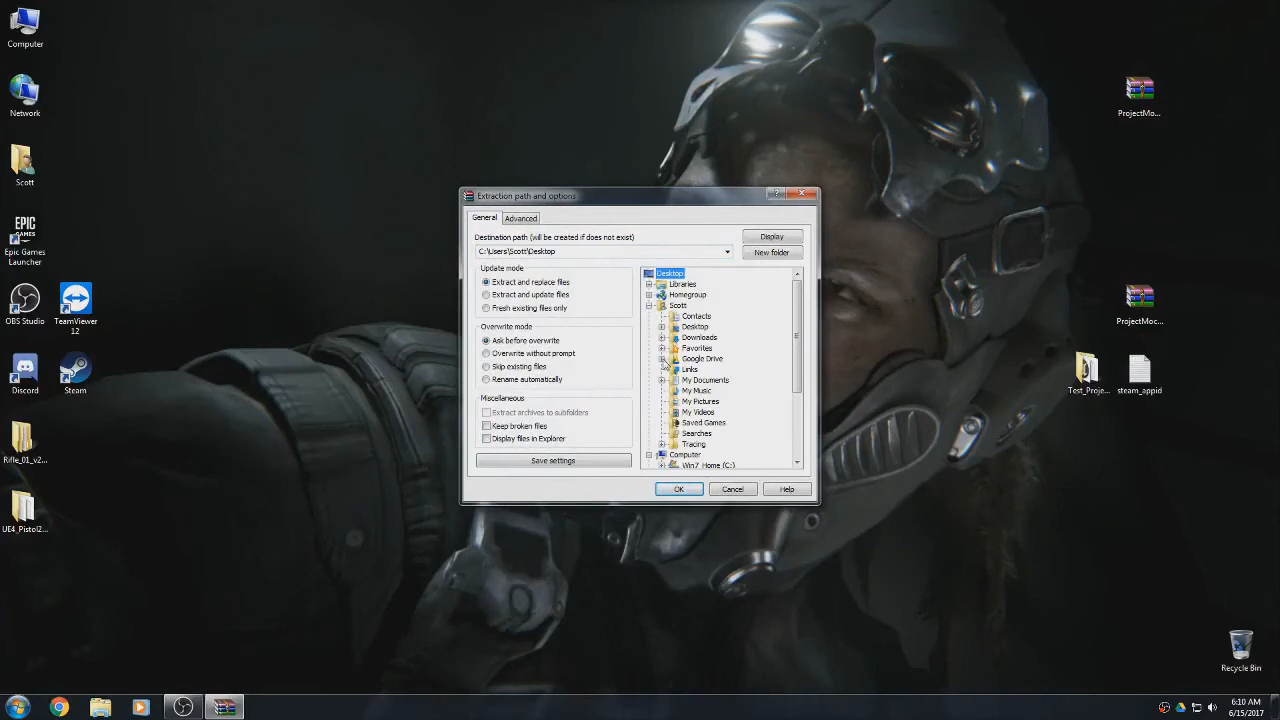 Computer
Network
Scott
EPIC
GAMES
Epic Games
Launcher
OBS Studio
TeamViewer
12
Discord
Steam
Rifle_01_v2...
UE4_Pistol2...
ProjectMo...
ProjectMoc...
Test_Proje...
steam_appid
Recycle Bin
Extraction path and options
General
Advanced
Destination path (will be created if does not exist)
C:\Users\Scott\Desktop
Display
New folder
Update mode
Extract and replace files
Extract and update files
Fresh existing files only
Overwrite mode
Ask before overwrite
Overwrite without prompt
Skip existing files
Rename automatically
Miscellaneous
Extract archives to subfolders
Keep broken files
Display files in Explorer
Save settings
Desktop
Libraries
Homegroup
Scott
Contacts
Desktop
Downloads
Favorites
Google Drive
Links
My Documents
My Music
My Pictures
My Videos
Saved Games
Searches
Tracing
Computer
Win7_Home (C:)
OK
Cancel
Help
6:10 AM
6/15/2017